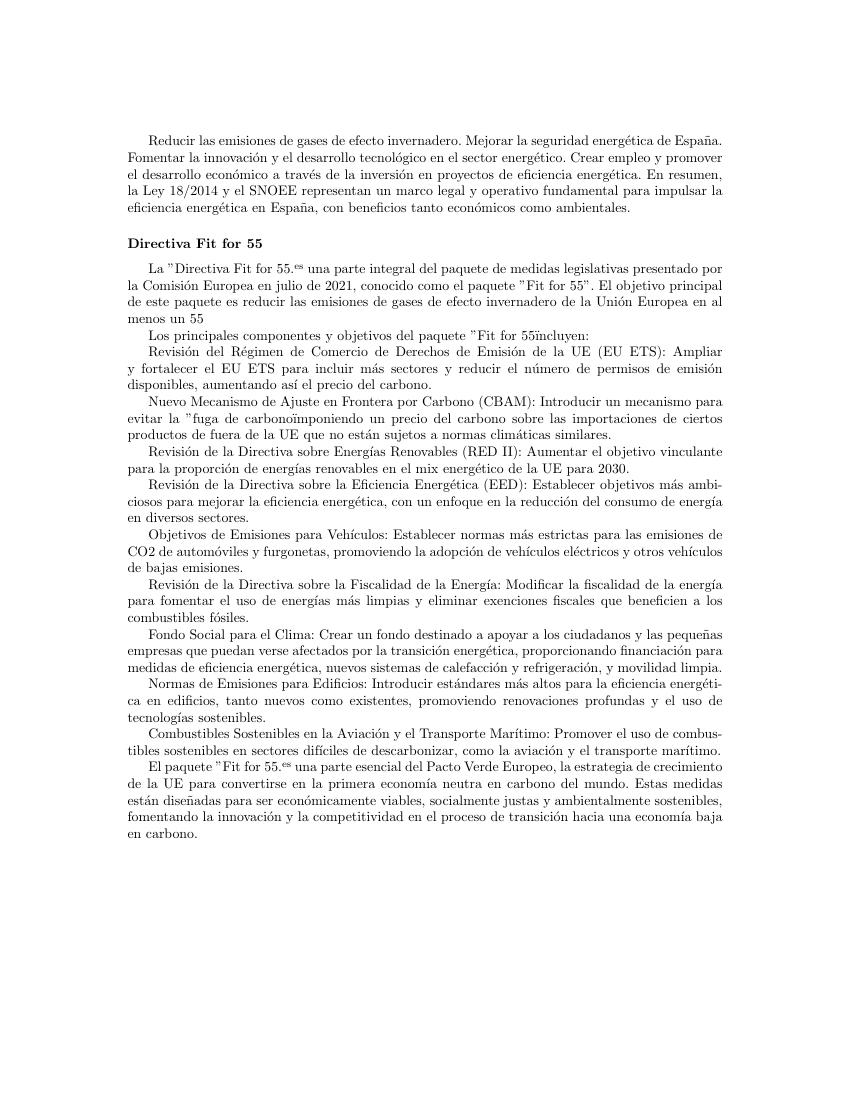 Reducir las emisiones de gases de efecto invernadero. Mejorar la seguridad energética de España.
Fomentar la innovación y el desarrollo tecnológico en el sector energético. Crear empleo y promover
el desarrollo económico a través de la inversión en proyectos de eficiencia energética. En resumen,
la Ley 18/2014 y el SNOEE representan un marco legal y operativo fundamental para impulsar la
eficiencia energética en España, con beneficios tanto económicos como ambientales.
Directiva Fit for 55
La ”Directiva Fit for 55.es una parte integral del paquete de medidas legislativas presentado por
la Comisión Europea en julio de 2021, conocido como el paquete ”Fit for 55”. El objetivo principal
de este paquete es reducir las emisiones de gases de efecto invernadero de la Unión Europea en al
menos un 55
Los principales componentes y objetivos del paquete ”Fit for 55ïncluyen:
Revisión del Régimen de Comercio de Derechos de Emisión de la UE (EU ETS): Ampliar
y fortalecer el EU ETS para incluir más sectores y reducir el número de permisos de emisión
disponibles, aumentando así el precio del carbono.
Nuevo Mecanismo de Ajuste en Frontera por Carbono (CBAM): Introducir un mecanismo para
evitar la ”fuga de carbonoïmponiendo un precio del carbono sobre las importaciones de ciertos
productos de fuera de la UE que no están sujetos a normas climáticas similares.
Revisión de la Directiva sobre Energías Renovables (RED II): Aumentar el objetivo vinculante
para la proporción de energías renovables en el mix energético de la UE para 2030.
Revisión de la Directiva sobre la Eficiencia Energética (EED): Establecer objetivos más ambi-
ciosos para mejorar la eficiencia energética, con un enfoque en la reducción del consumo de energía
en diversos sectores.
Objetivos de Emisiones para Vehículos: Establecer normas más estrictas para las emisiones de
CO2 de automóviles y furgonetas, promoviendo la adopción de vehículos eléctricos y otros vehículos
de bajas emisiones.
Revisión de la Directiva sobre la Fiscalidad de la Energía: Modificar la fiscalidad de la energía
para fomentar el uso de energías más limpias y eliminar exenciones fiscales que beneficien a los
combustibles fósiles.
Fondo Social para el Clima: Crear un fondo destinado a apoyar a los ciudadanos y las pequeñas
empresas que puedan verse afectados por la transición energética, proporcionando financiación para
medidas de eficiencia energética, nuevos sistemas de calefacción y refrigeración, y movilidad limpia.
Normas de Emisiones para Edificios: Introducir estándares más altos para la eficiencia energéti-
ca en edificios, tanto nuevos como existentes, promoviendo renovaciones profundas y el uso de
tecnologías sostenibles.
Combustibles Sostenibles en la Aviación y el Transporte Marítimo: Promover el uso de combus-
tibles sostenibles en sectores difíciles de descarbonizar, como la aviación y el transporte marítimo.
El paquete ”Fit for 55.es una parte esencial del Pacto Verde Europeo, la estrategia de crecimiento
de la UE para convertirse en la primera economía neutra en carbono del mundo. Estas medidas
están diseñadas para ser económicamente viables, socialmente justas y ambientalmente sostenibles,
fomentando la innovación y la competitividad en el proceso de transición hacia una economía baja
en carbono.